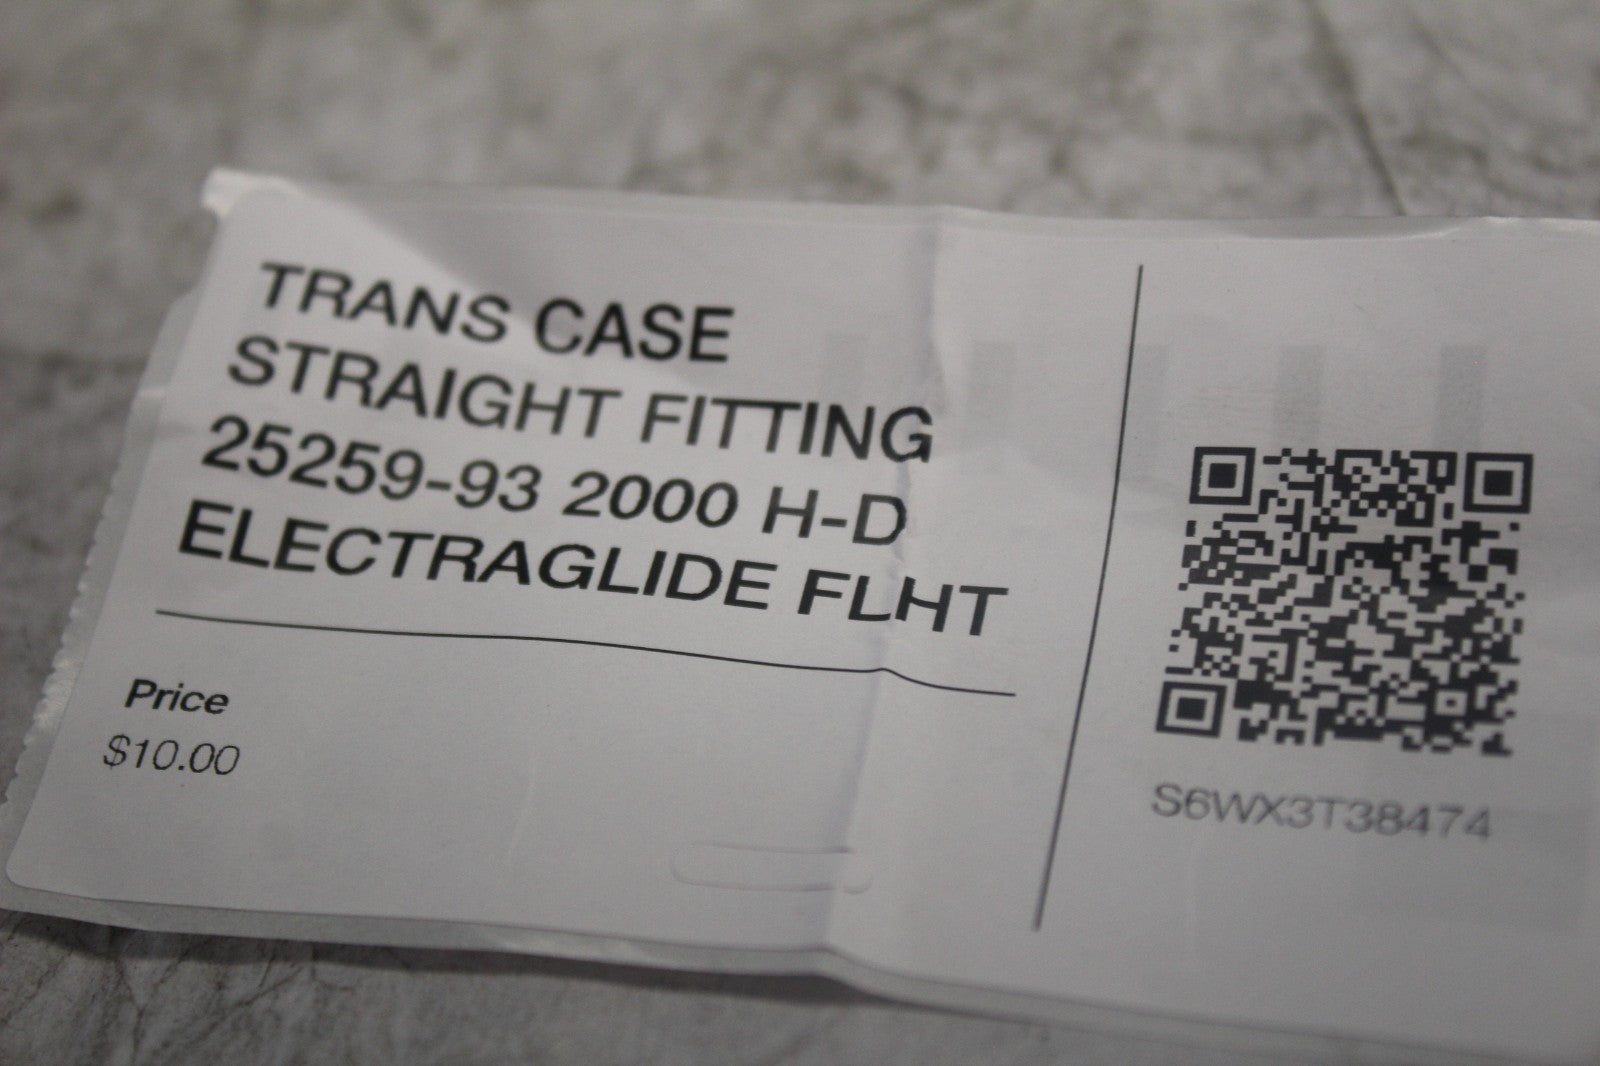 TRANS CASE
STRAIGHT FITTING
25259-93 2000 H-D
ELECTRAGLIDE FLHT
Price
$10.00
S6WX3T38474